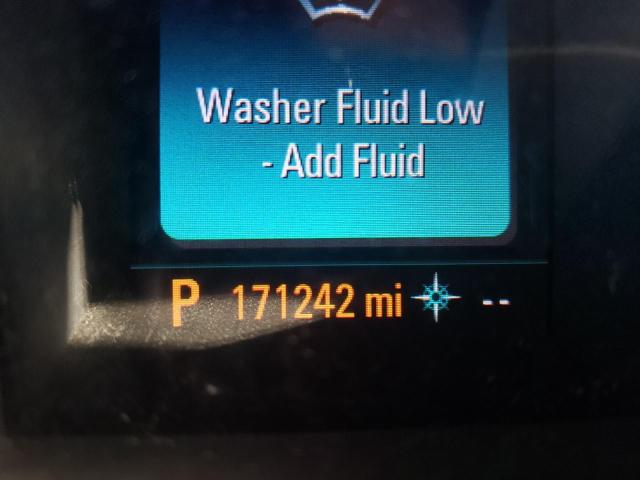 Washer Fluid Low
- Add Fluid
P 171242 mi --